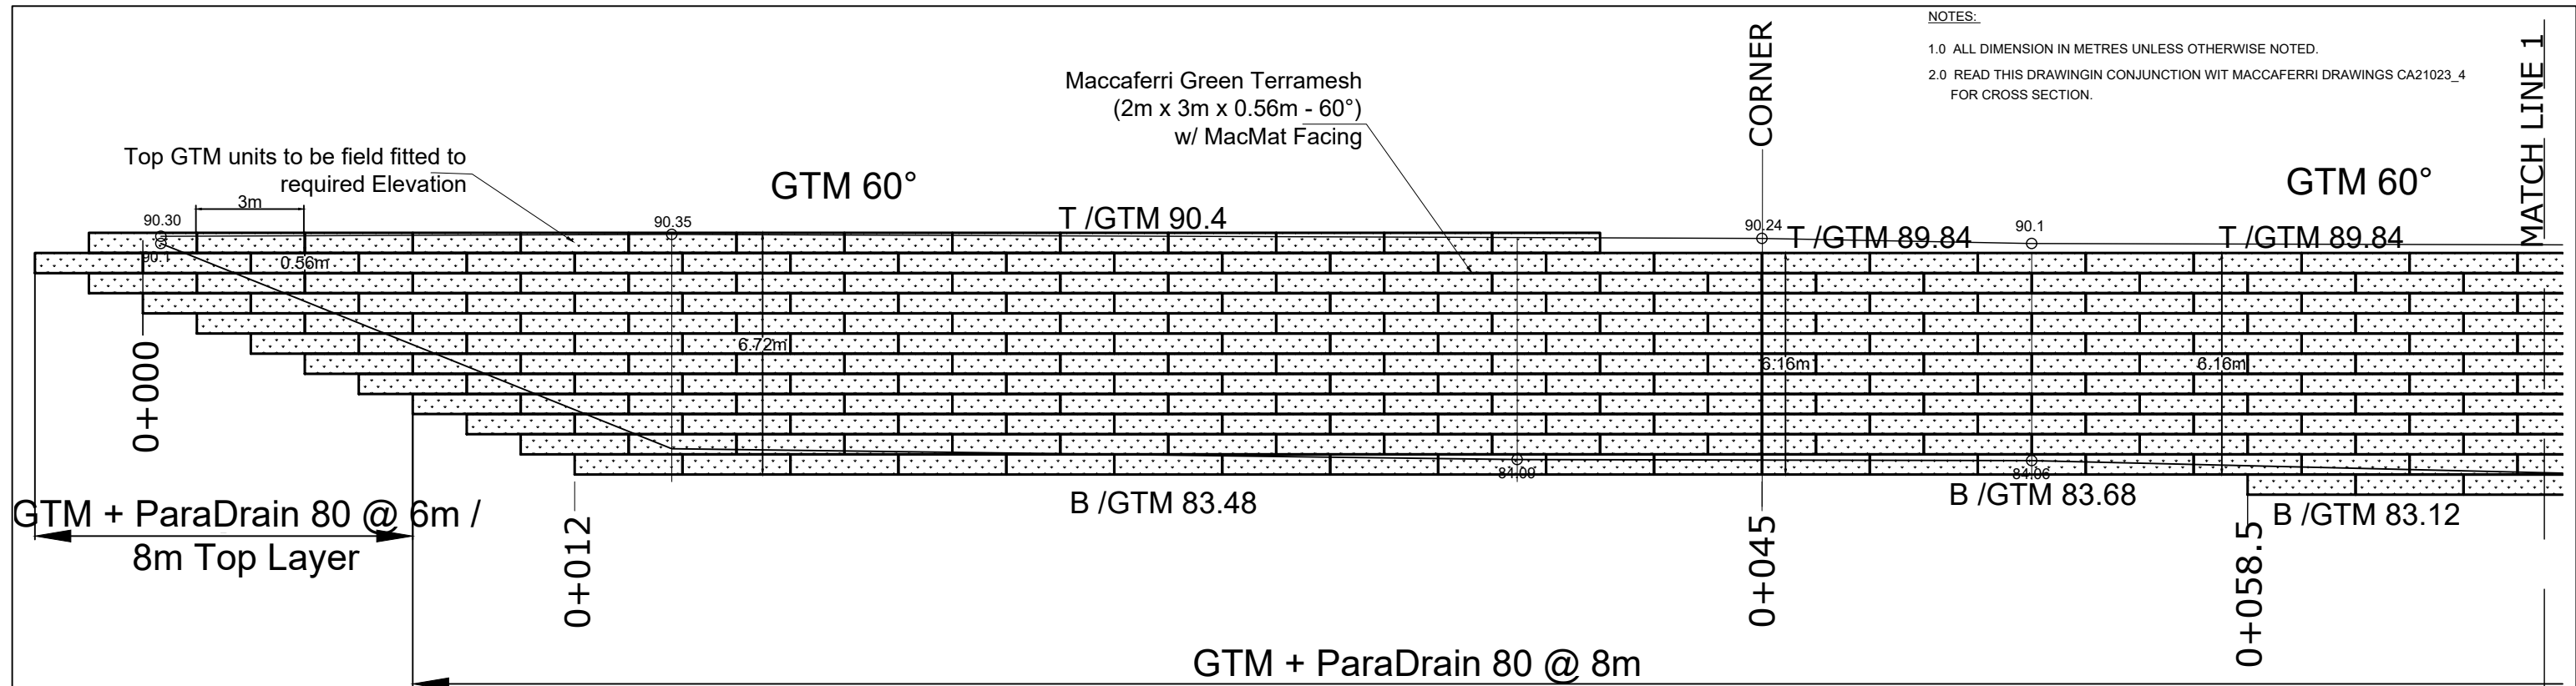 NOTES:
1.0 ALL DIMENSION IN METRES UNLESS OTHERWISE NOTED.
2.0 READ THIS DRAWINGIN CONJUNCTION WIT MACCAFERRI DRAWINGS CA21023_4
FOR CROSS SECTION.
CORNER
MATCH LINE 1
Maccaferri Green Terramesh
(2m x 3m x 0.56m - 60°)
w/ MacMat Facing
Top GTM units to be field fitted to
required Elevation
GTM 60°
GTM 60°
3m
90.30
90.35
T /GTM 90.4
90.24
T /GTM 89.84
90.1
T /GTM 89.84
90.1
0.56m
6.72m
6.16m
6.16m
0+000
84.09
84.06
B /GTM 83.48
B /GTM 83.68
B /GTM 83.12
GTM + ParaDrain 80 @ 6m /
8m Top Layer
0+012
0+045
0+058.5
GTM + ParaDrain 80 @ 8m